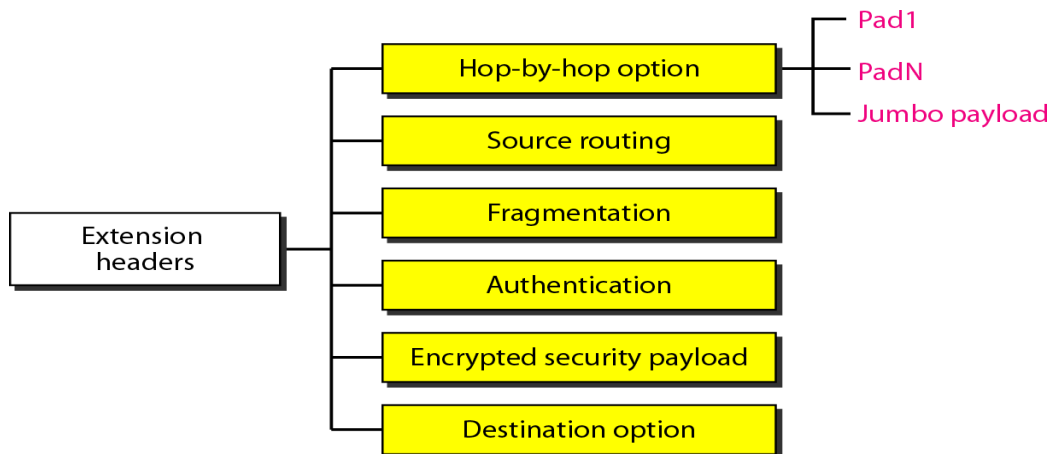 Extension
headers
Hop-by-hop option
Pad1
PadN
Jumbo payload
Source routing
Fragmentation
Authentication
Encrypted security payload
Destination option